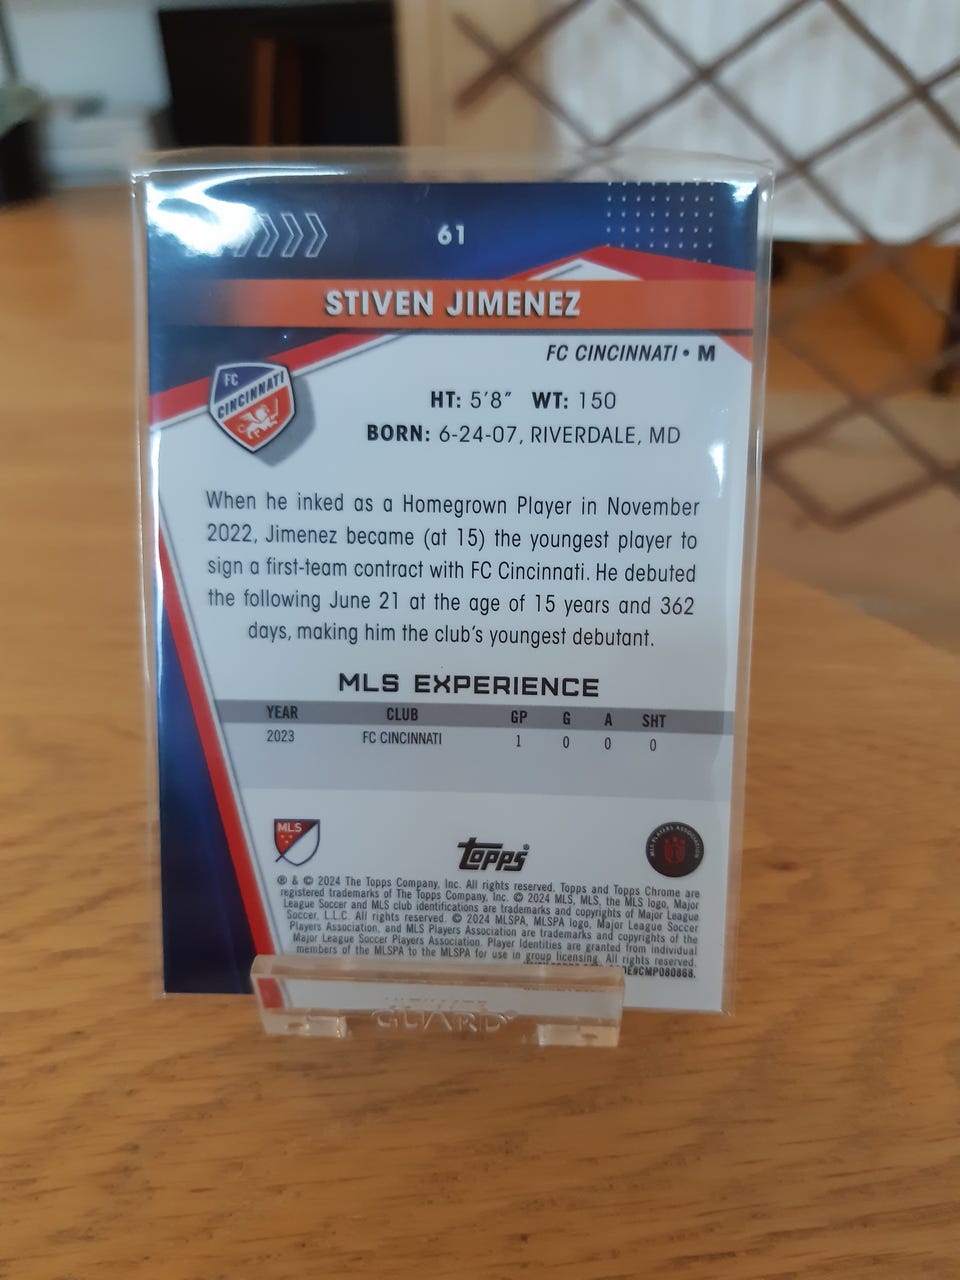 61
STIVEN JIMENEZ
FC CINCINNATI • M
FC
CINCINNATI
HT: 5'8" WT: 150
BORN: 6-24-07, RIVERDALE, MD
When he inked as a Homegrown Player in November
2022, Jimenez became (at 15) the youngest player to
sign a first-team contract with FC Cincinnati. He debuted
the following June 21 at the age of 15 years and 362
days, making him the club's youngest debutant.
MLS EXPERIENCE
YEAR CLUB GP G A SHT
2023 FC CINCINNATI 1 0 0 0
MLS
Topps®
MLS PLAYERS ASSOCIATION
® & © 2024 The Topps Company, Inc. All rights reserved. Topps and Topps Chrome are
registered trademarks of The Topps Company, Inc. © 2024 MLS, MLS, the MLS logo, Major
League Soccer and MLS club identifications are trademarks and copyrights of Major League
Soccer, L.L.C. All rights reserved. © 2024 MLSPA, MLSPA logo, Major League Soccer
Players Association, and MLS Players Association are trademarks and copyrights of the
Major League Soccer Players Association. Player Identities are granted from individual
members of the MLSPA to the MLSPA for use in group licensing. All rights reserved.
CMP080868.
GUARD